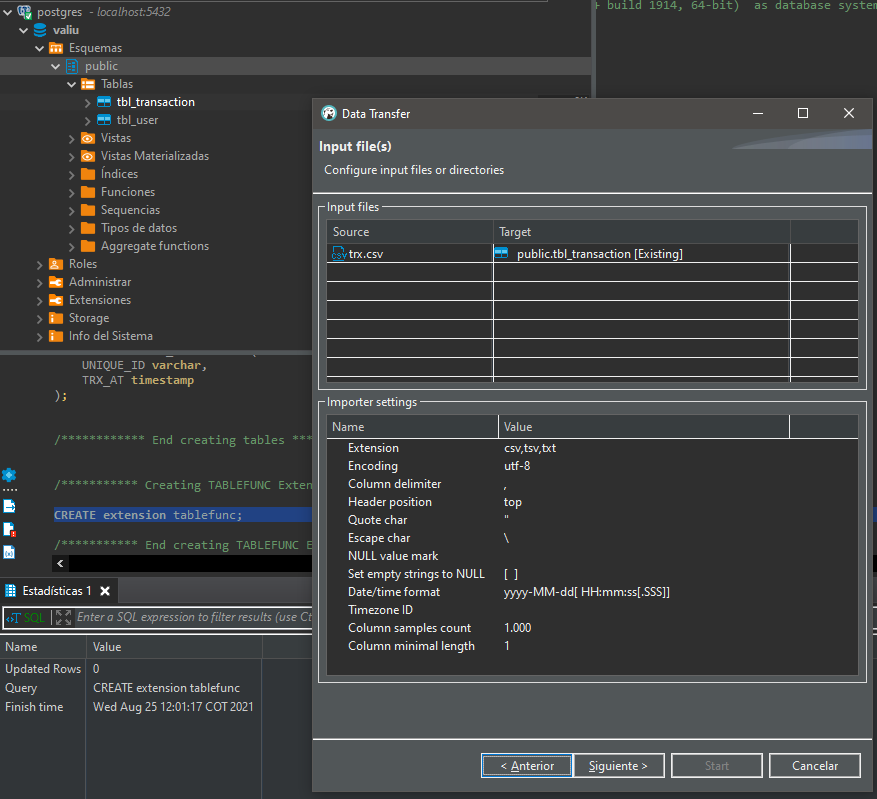 postgres - localhost:5432
valiu
Esquemas
public
Tablas
tbl_transaction
tbl_user
Vistas
Vistas Materializadas
Índices
Funciones
Sequencias
Tipos de datos
Aggregate functions
Roles
Administrar
Extensiones
Storage
Info del Sistema
build 1914, 64-bit) as database system
UNIQUE_ID varchar,
TRX_AT timestamp
);
/************ End creating tables ***
/*********** Creating TABLEFUNC Exten
CREATE extension tablefunc;
/*********** End creating TABLEFUNC E
Estadísticas 1
SQL
Enter a SQL expression to filter results (use Ct
Name Value
Updated Rows 0
Query CREATE extension tablefunc
Finish time Wed Aug 25 12:01:17 COT 2021
Data Transfer
Input file(s)
Configure input files or directories
Input files
Source Target
CSV trx.csv public.tbl_transaction [Existing]
Importer settings
Name Value
Extension csv,tsv,txt
Encoding utf-8
Column delimiter ,
Header position top
Quote char "
Escape char \
NULL value mark
Set empty strings to NULL [ ]
Date/time format yyyy-MM-dd[ HH:mm:ss[.SSS]]
Timezone ID
Column samples count 1.000
Column minimal length 1
< Anterior
Siguiente >
Start
Cancelar